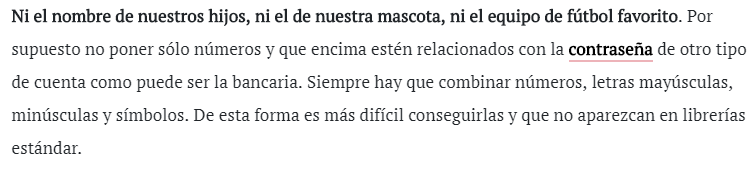 Ni el nombre de nuestros hijos, ni el de nuestra mascota, ni el equipo de fútbol favorito. Por
supuesto no poner sólo números y que encima estén relacionados con la contraseña de otro tipo
de cuenta como puede ser la bancaria. Siempre hay que combinar números, letras mayúsculas,
minúsculas y símbolos. De esta forma es más difícil conseguirlas y que no aparezcan en librerías
estándar.